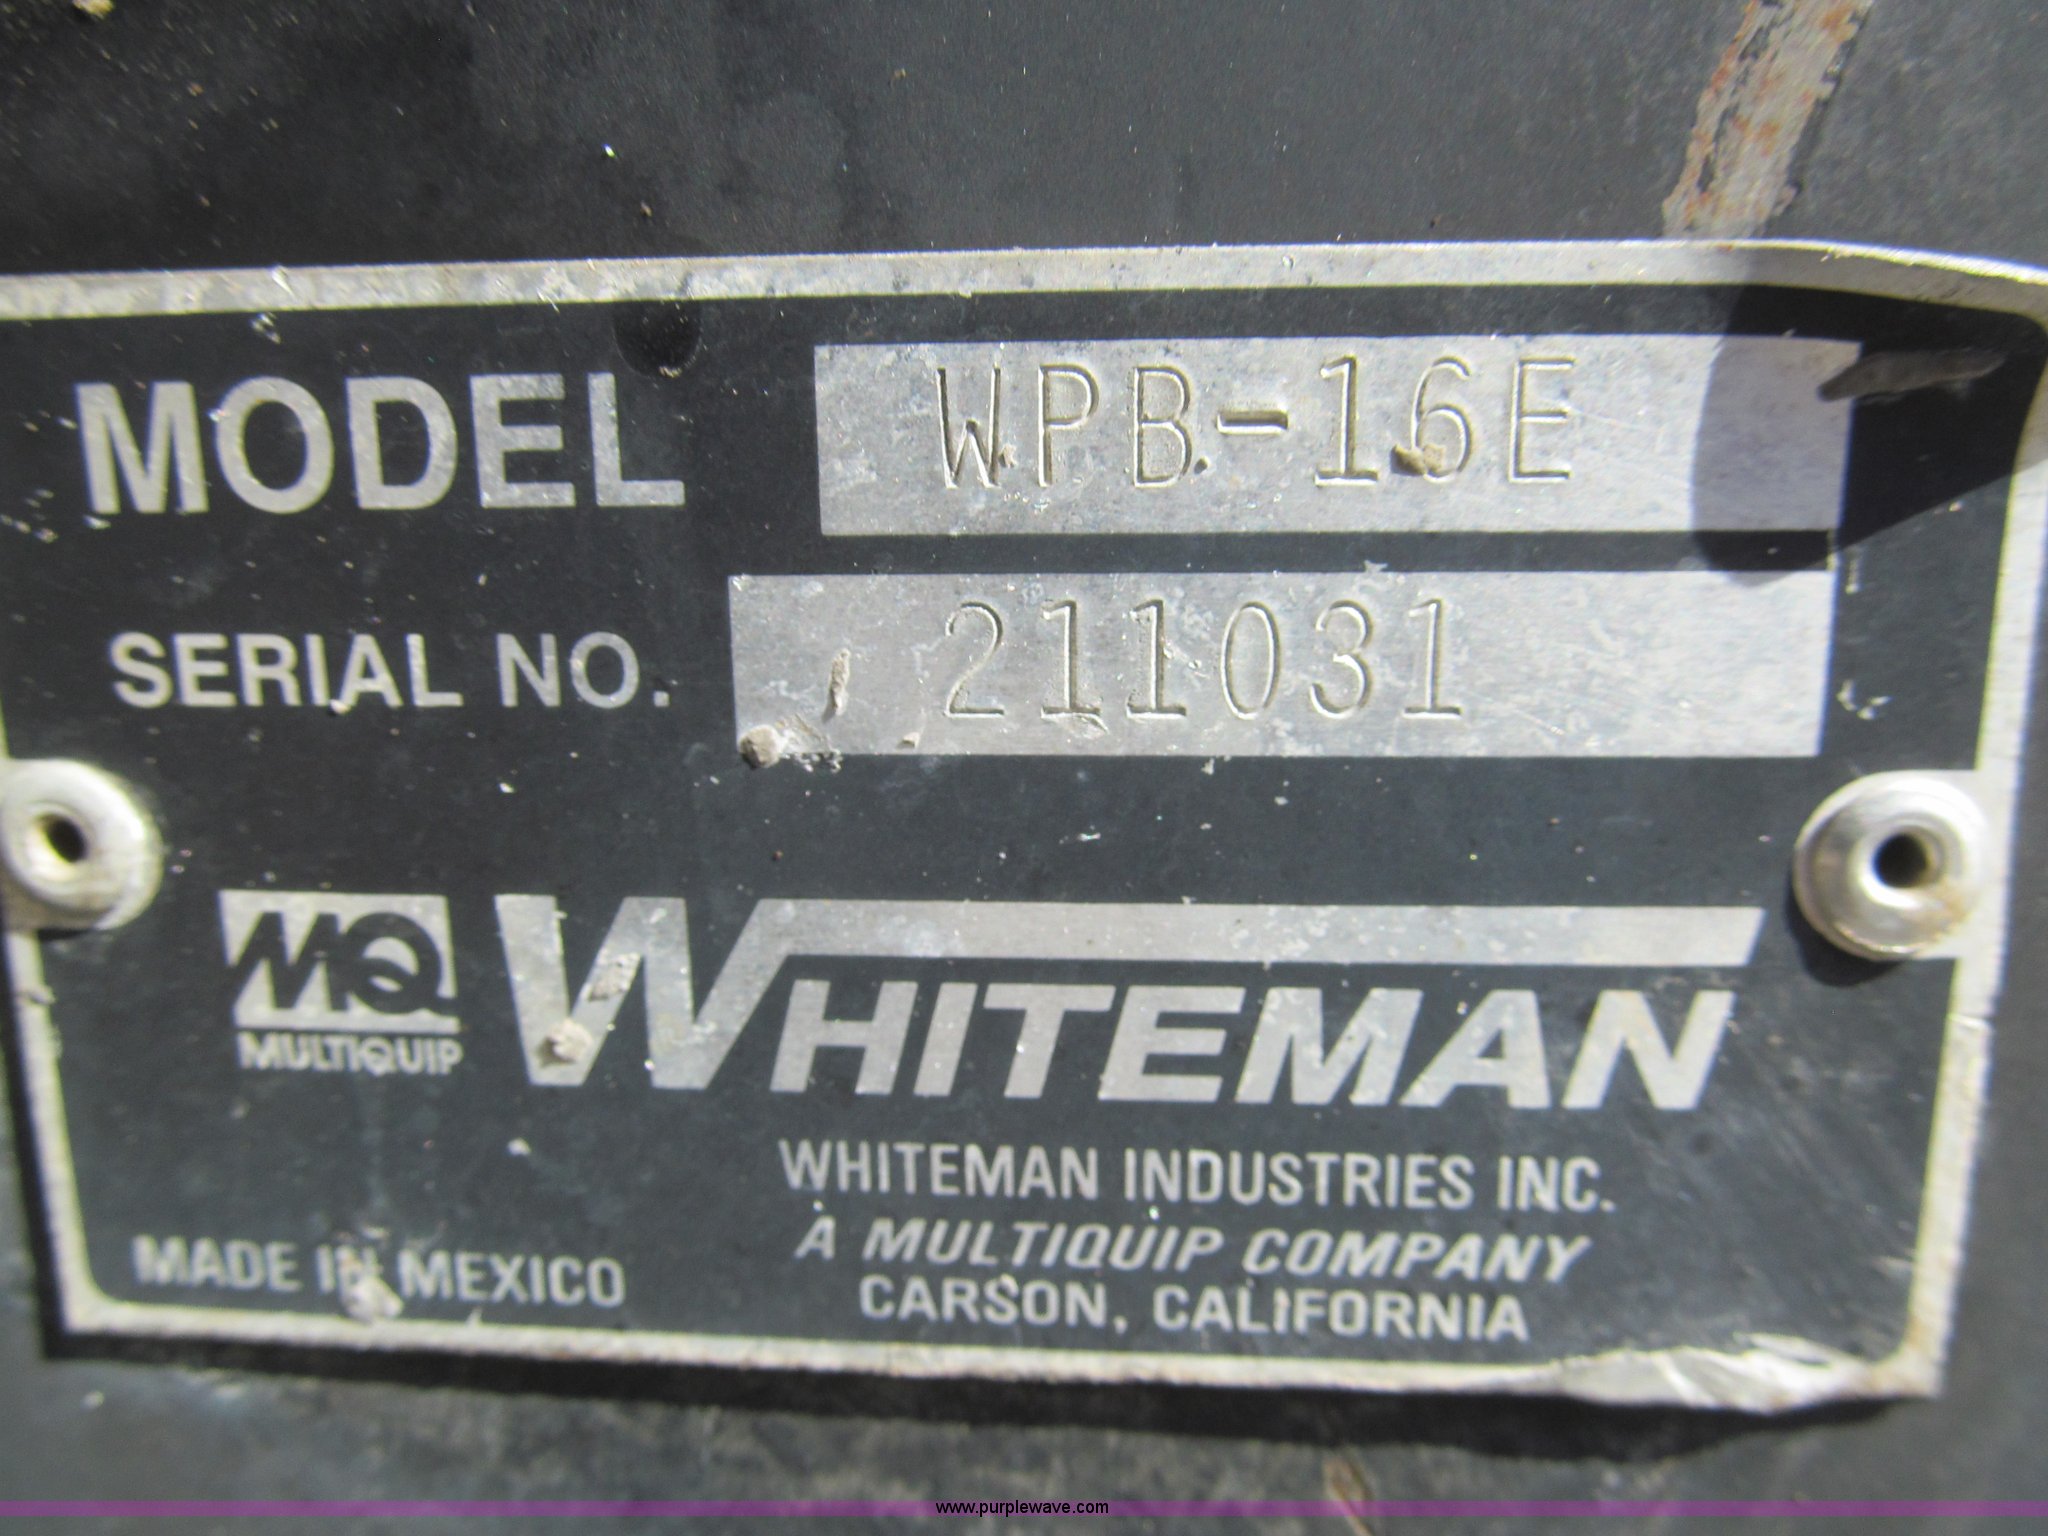 MODEL WPB-16E
SERIAL NO. 211031
MQ
MULTIQUIP
WHITEMAN
WHITEMAN INDUSTRIES INC.
A MULTIQUIP COMPANY
MADE IN MEXICO
CARSON, CALIFORNIA
www.purplewave.com